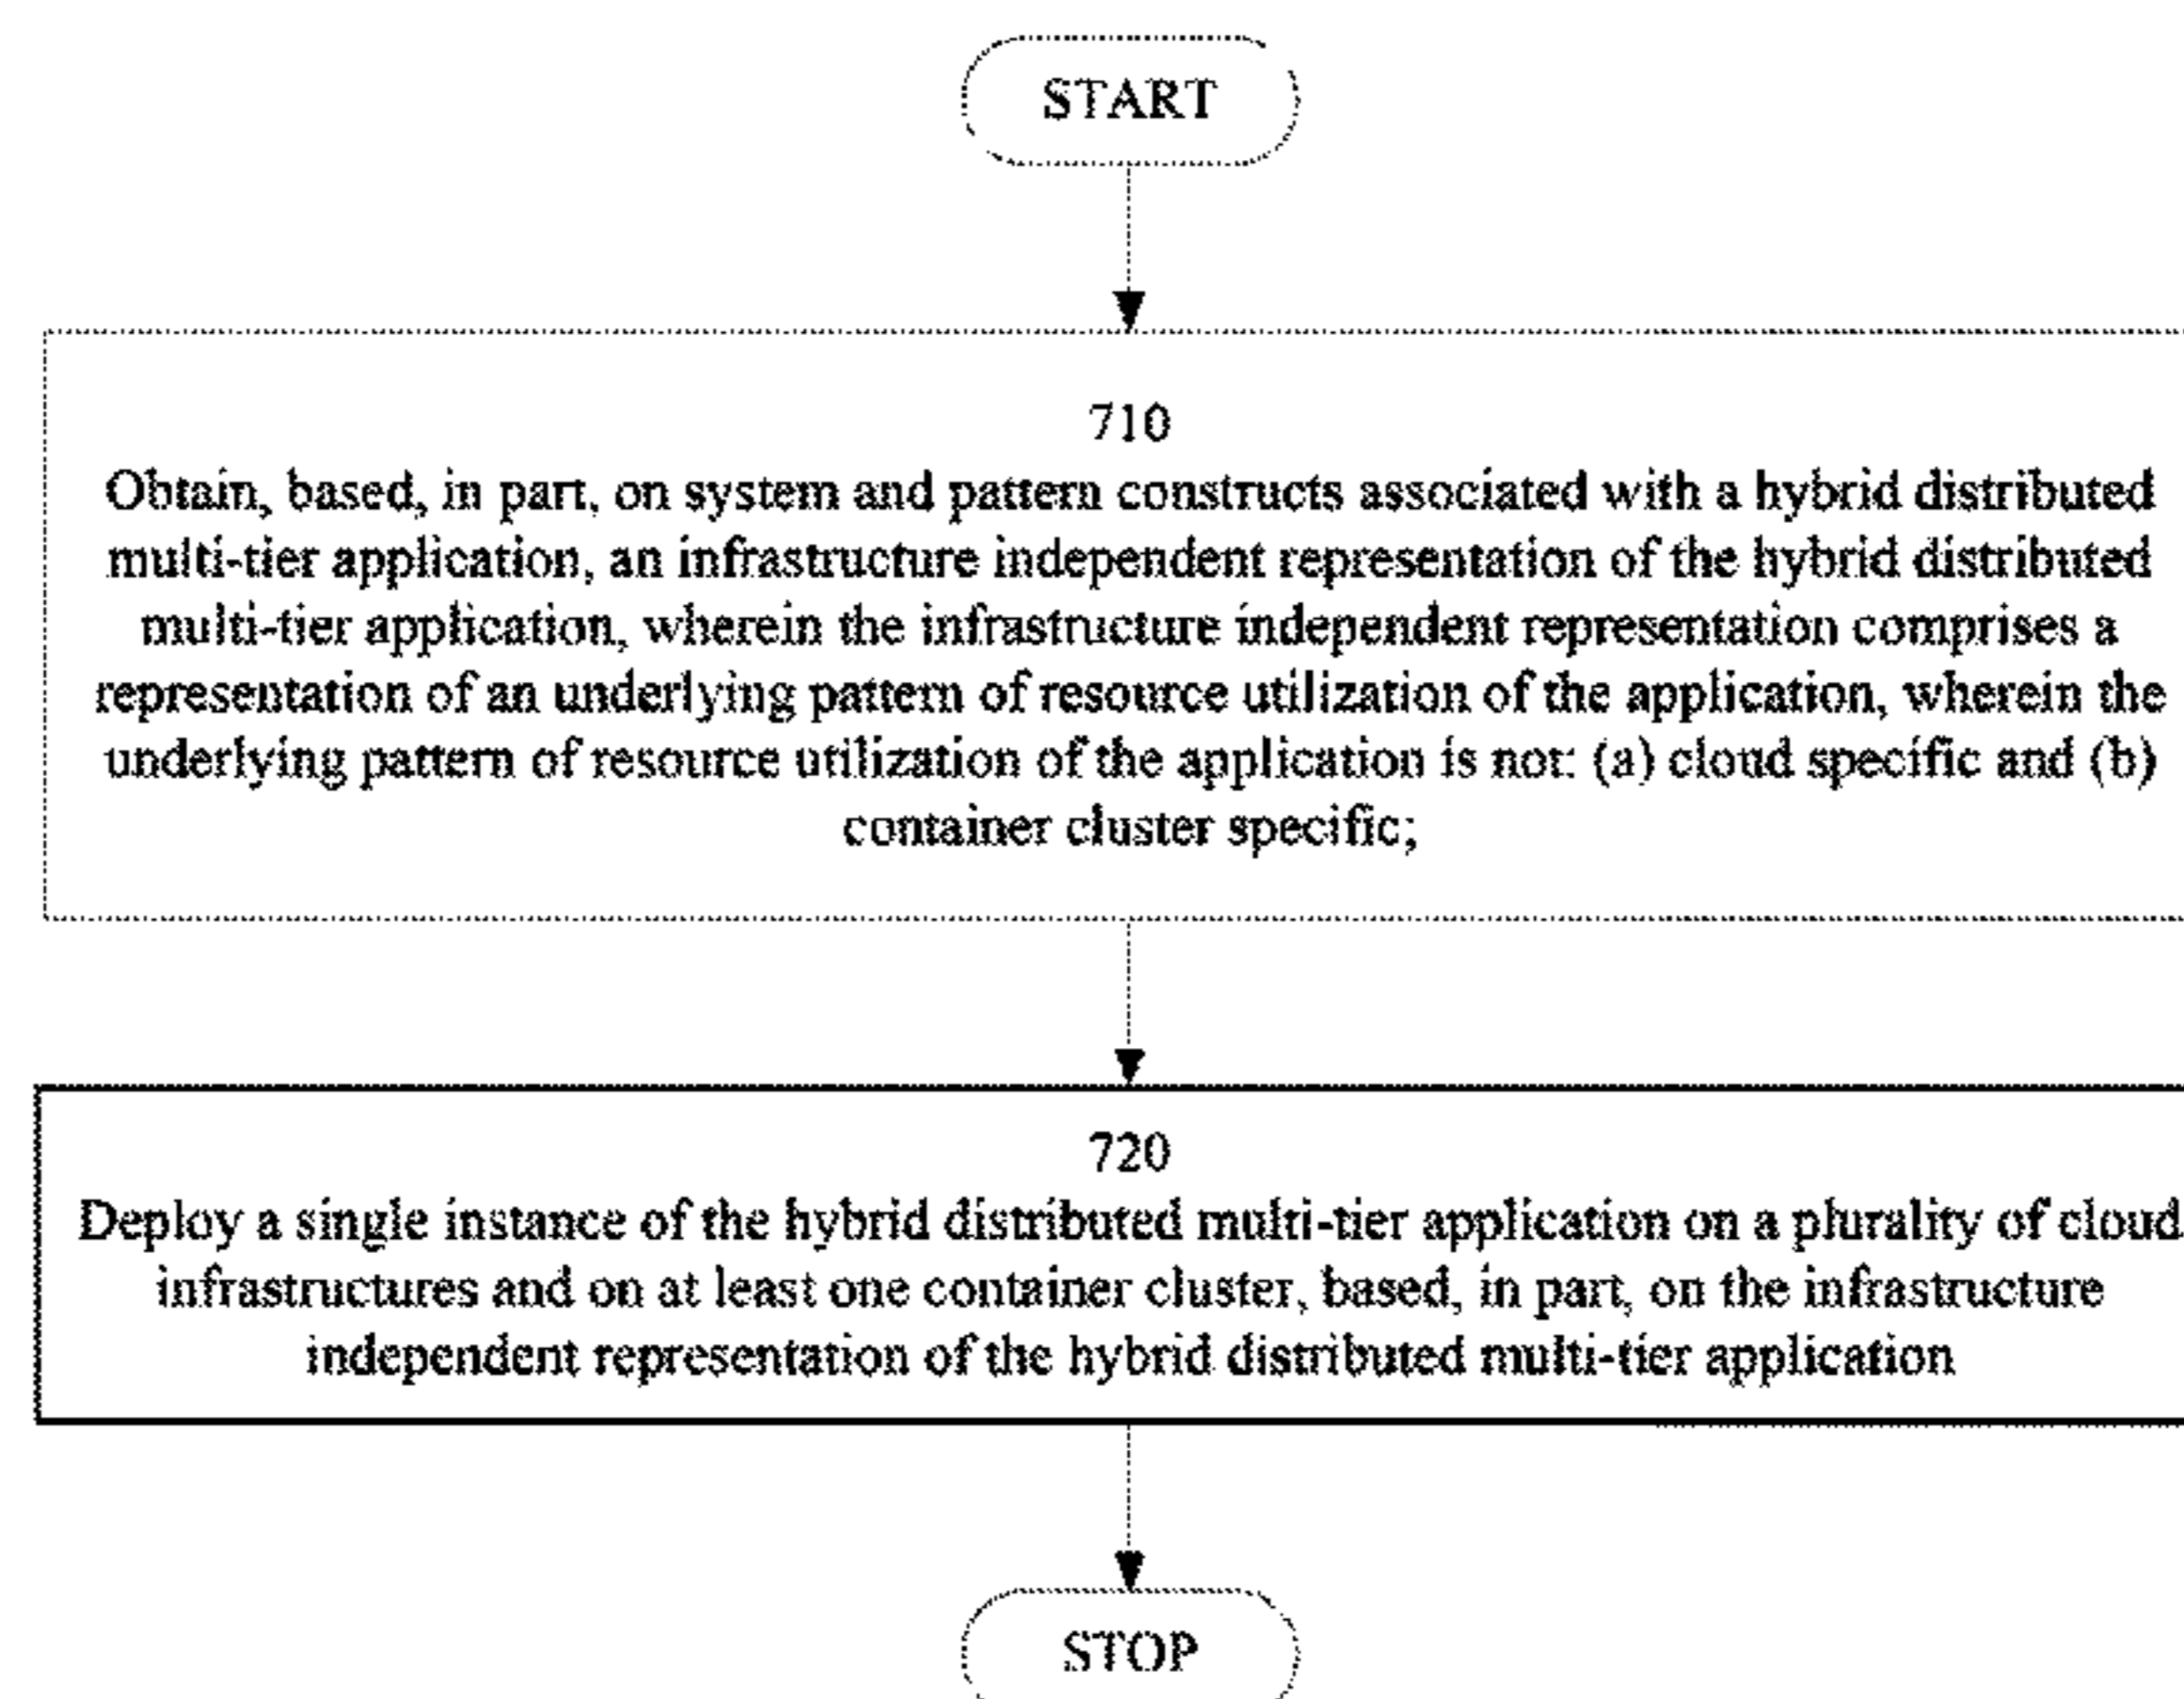 START
710
Obtain, based, in part, on system and pattern constructs associated with a hybrid distributed
multi-tier application, an infrastructure independent representation of the hybrid distributed
multi-tier application, wherein the infrastructure independent representation comprises a
representation of an underlying pattern of resource utilization of the application, wherein the
underlying pattern of resource utilization of the application is not: (a) cloud specific and (b)
container cluster specific;
720
Deploy a single instance of the hybrid distributed multi-tier application on a plurality of cloud
infrastructures and on at least one container cluster, based, in part, on the infrastructure
independent representation of the hybrid distributed multi-tier application
STOP